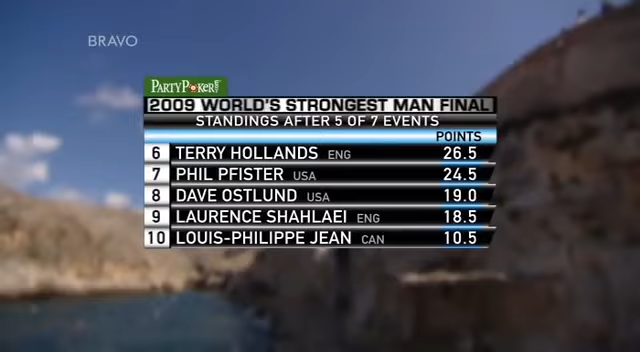 BRAVO
PARTYPOKER.COM
2009 WORLD'S STRONGEST MAN FINAL
STANDINGS AFTER 5 OF 7 EVENTS
POINTS
6 TERRY HOLLANDS ENG 26.5
7 PHIL PFISTER USA 24.5
8 DAVE OSTLUND USA 19.0
9 LAURENCE SHAHLAEI ENG 18.5
10 LOUIS-PHILIPPE JEAN CAN 10.5